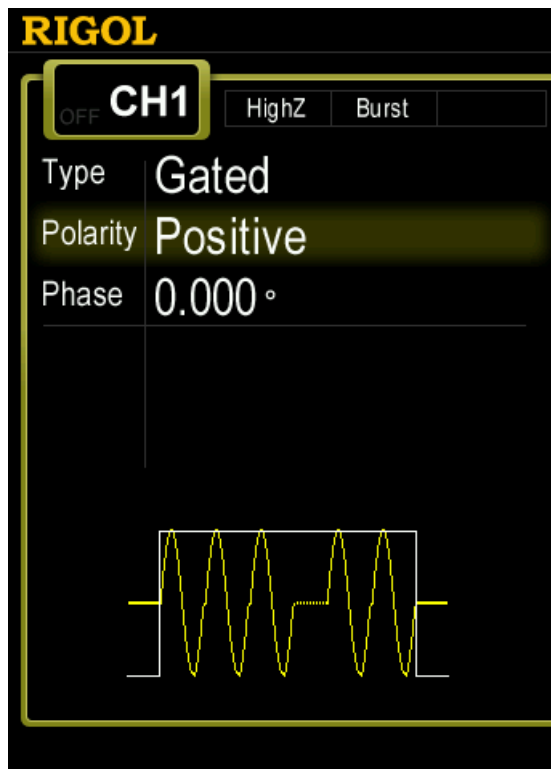 RIGOL
OFF CH1 HighZ Burst
Type Gated
Polarity Positive
Phase 0.000 °